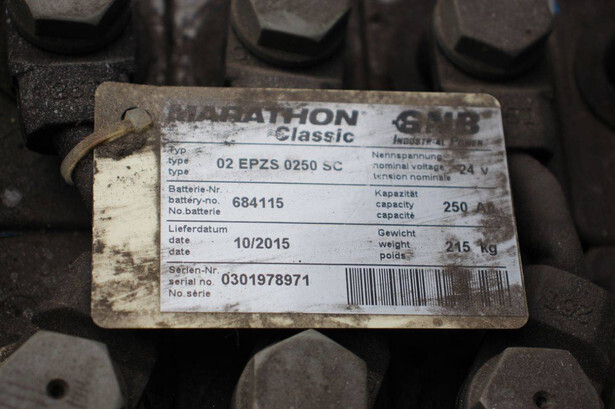 MARATHON
Classic
GNB
INDUSTRIAL POWER
Typ
type
type
02 EPZS 0250 SC
Nennspannung
nominal voltage
tension nominale
24 V
Batterie-Nr.
battery-no.
No.batterie
684115
Kapazität
capacity
capacité
250 Ah
Lieferdatum
date
date
10/2015
Gewicht
weight
poids
215 kg
Serien-Nr.
serial no.
No.série
0301978971